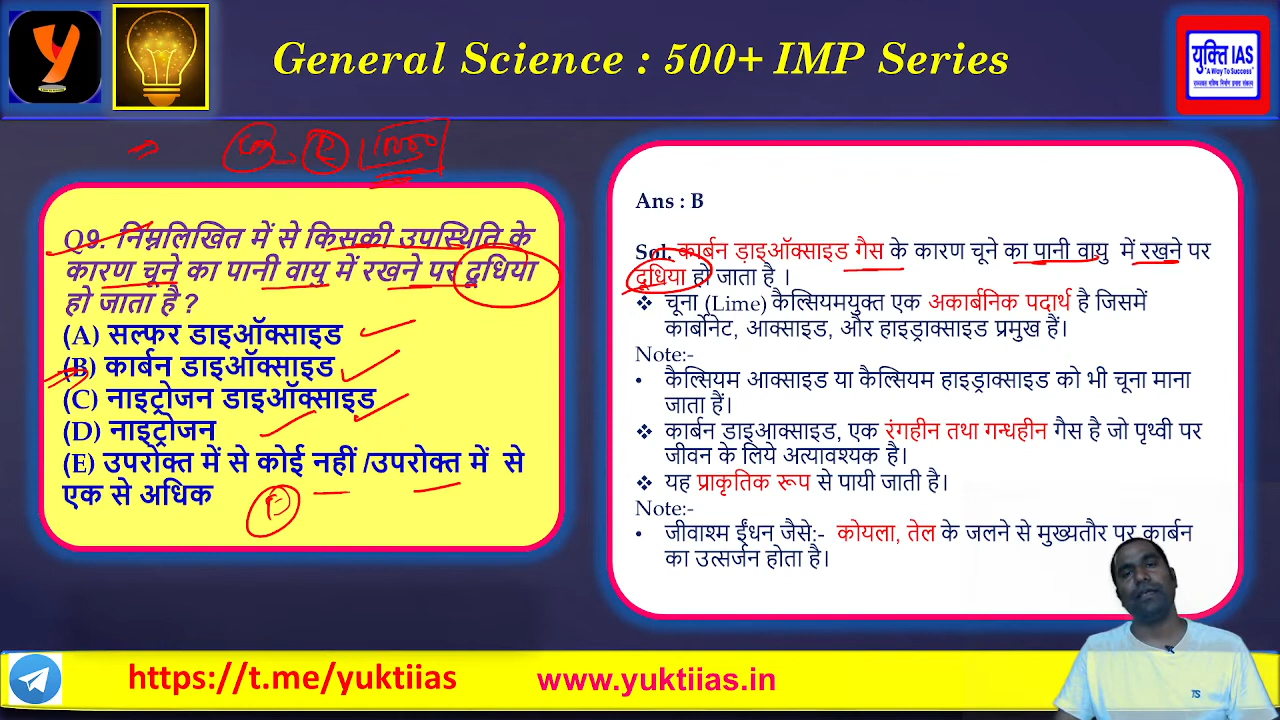 General Science : 500+ IMP Series
युक्ति IAS
"A Way To Success"
Q9. निम्नलिखित में से किसकी उपस्थिति के
कारण चूने का पानी वायु में रखने पर दूधिया
हो जाता है ?
(A) सल्फर डाइऑक्साइड
(B) कार्बन डाइऑक्साइड
(C) नाइट्रोजन डाइऑक्साइड
(D) नाइट्रोजन
(E) उपरोक्त में से कोई नहीं /उपरोक्त में से
एक से अधिक
Ans : B
Sol. कार्बन ड़ाइऑक्साइड गैस के कारण चूने का पानी वायु में रखने पर
दूधिया हो जाता है ।
❖ चूना (Lime) कैल्सियमयुक्त एक अकार्बनिक पदार्थ है जिसमें
कार्बोनेट, आक्साइड, और हाइड्राक्साइड प्रमुख हैं।
Note:-
• कैल्सियम आक्साइड या कैल्सियम हाइड्राक्साइड को भी चूना माना
जाता हैं।
❖ कार्बन डाइआक्साइड, एक रंगहीन तथा गन्धहीन गैस है जो पृथ्वी पर
जीवन के लिये अत्यावश्यक है।
❖ यह प्राकृतिक रूप से पायी जाती है।
Note:-
• जीवाश्म ईंधन जैसे:- कोयला, तेल के जलने से मुख्यतौर पर कार्बन
का उत्सर्जन होता है।
https://t.me/yuktiias
www.yuktiias.in
TS